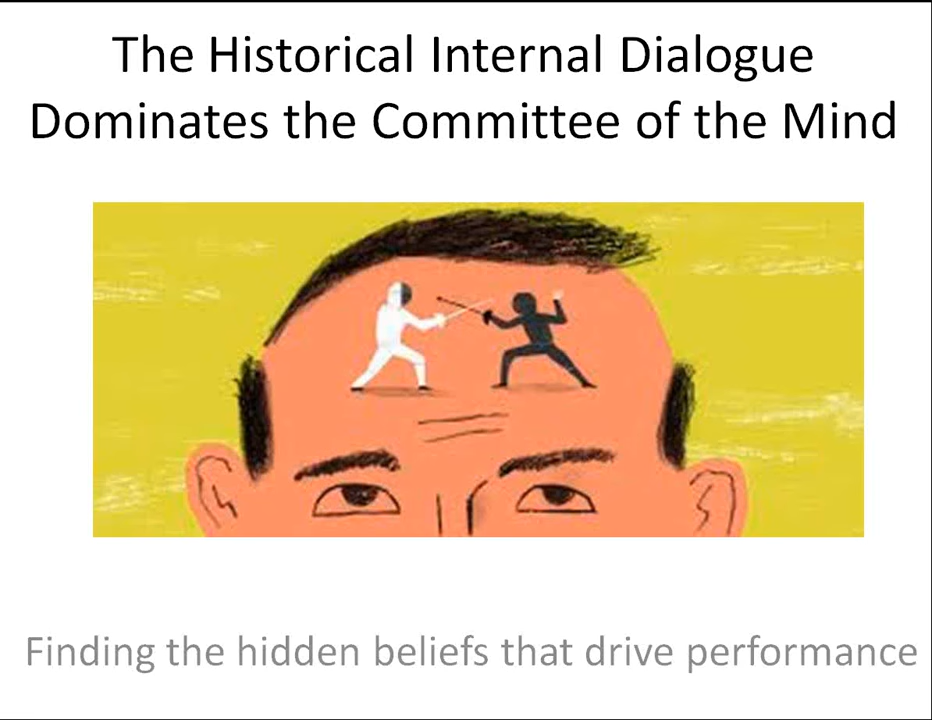 The Historical Internal Dialogue
Dominates the Committee of the Mind
Finding the hidden beliefs that drive performance